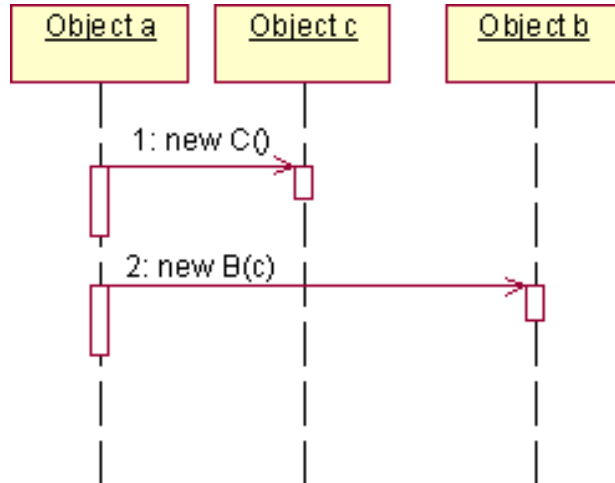 Object a
Object c
Object b
1: new C()
2: new B(c)